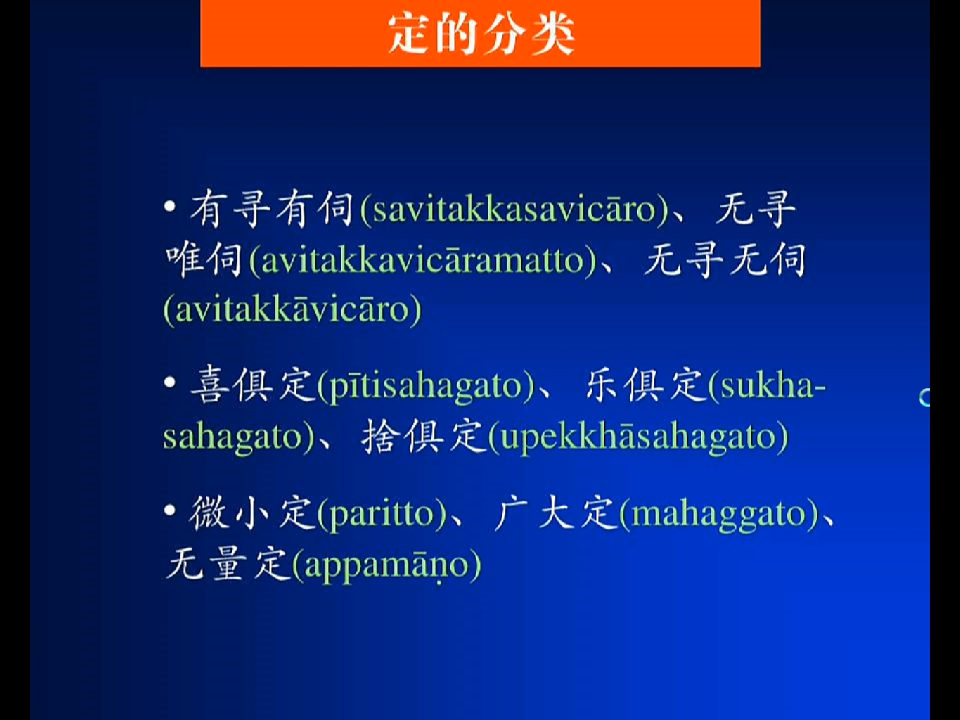 定的分类
• 有寻有伺(savitakkasavicāro)、无寻
唯伺(avitakkavicāramatto)、无寻无伺
(avitakkāvicāro)
• 喜俱定(pītisahagato)、乐俱定(sukha-
sahagato)、捨俱定(upekkhāsahagato)
• 微小定(paritto)、广大定(mahaggato)、
无量定(appamāṇo)